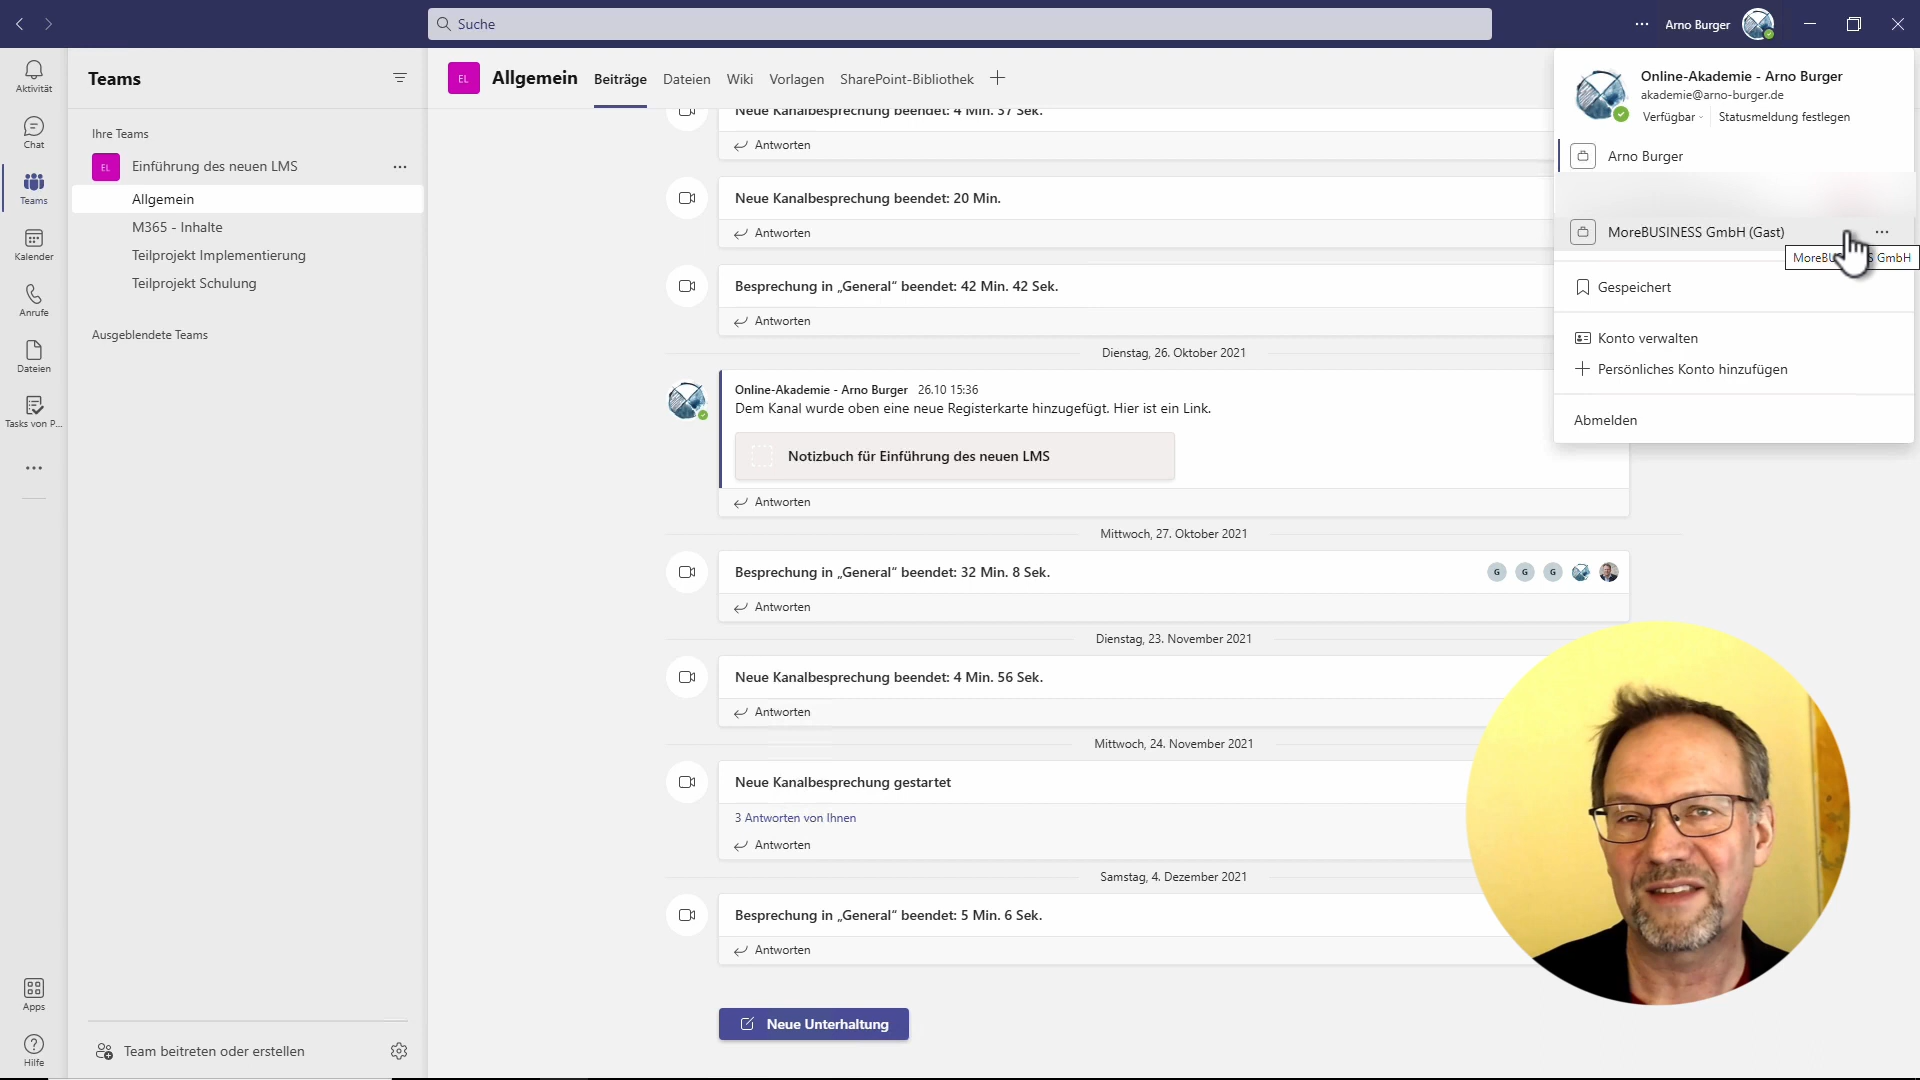 Suche
Arno Burger
Aktivität
Chat
Teams
Kalender
Anrufe
Dateien
Tasks von P...
Apps
Hilfe
Teams
Ihre Teams
EL
Einführung des neuen LMS
Allgemein
M365 - Inhalte
Teilprojekt Implementierung
Teilprojekt Schulung
Ausgeblendete Teams
Team beitreten oder erstellen
EL
Allgemein
Beiträge
Dateien
Wiki
Vorlagen
SharePoint-Bibliothek
Neue Kanalbesprechung beendet: 4 Min. 37 Sek.
Antworten
Neue Kanalbesprechung beendet: 20 Min.
Antworten
Besprechung in „General“ beendet: 42 Min. 42 Sek.
Antworten
Dienstag, 26. Oktober 2021
Online-Akademie - Arno Burger 26.10 15:36
Dem Kanal wurde oben eine neue Registerkarte hinzugefügt. Hier ist ein Link.
Notizbuch für Einführung des neuen LMS
Antworten
Mittwoch, 27. Oktober 2021
Besprechung in „General“ beendet: 32 Min. 8 Sek.
G G G
Antworten
Dienstag, 23. November 2021
Neue Kanalbesprechung beendet: 4 Min. 56 Sek.
Antworten
Mittwoch, 24. November 2021
Neue Kanalbesprechung gestartet
3 Antworten von Ihnen
Antworten
Samstag, 4. Dezember 2021
Besprechung in „General“ beendet: 5 Min. 6 Sek.
Antworten
Neue Unterhaltung
Online-Akademie - Arno Burger
akademie@arno-burger.de
Verfügbar
Statusmeldung festlegen
Arno Burger
MoreBUSINESS GmbH (Gast)
GmbH
Gespeichert
Konto verwalten
Persönliches Konto hinzufügen
Abmelden